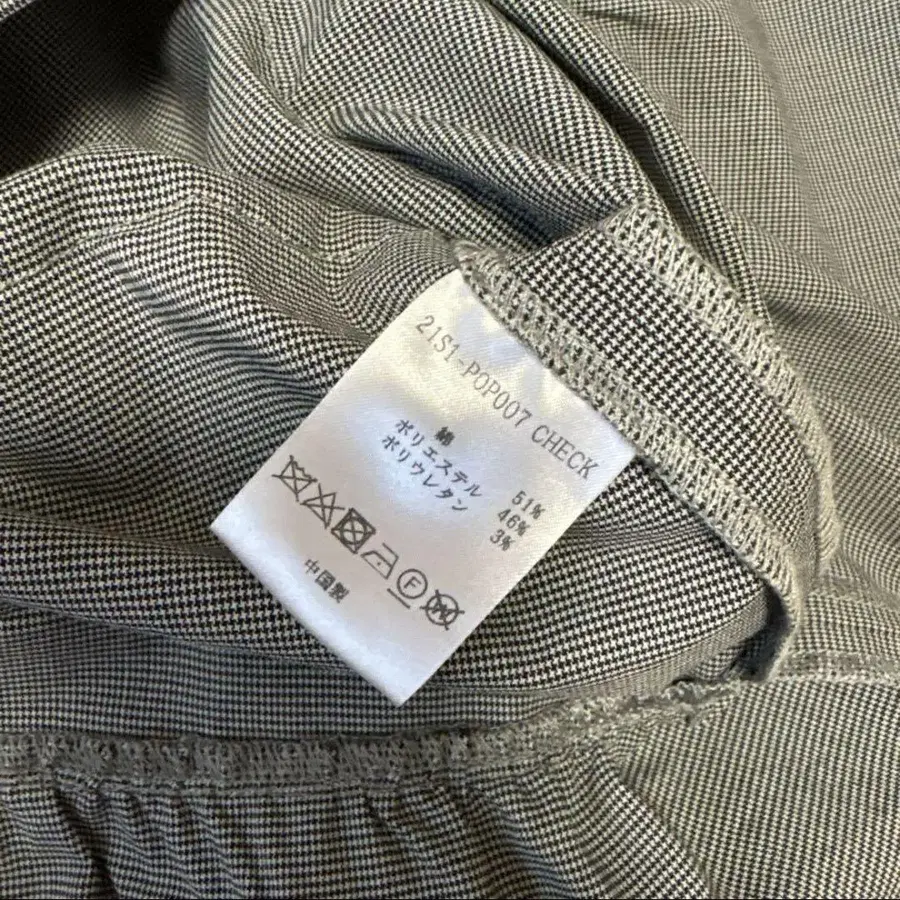 21S1-POP007 CHECK
綿 51%
ポリエステル 46%
ポリウレタン 3%
F W
中国製